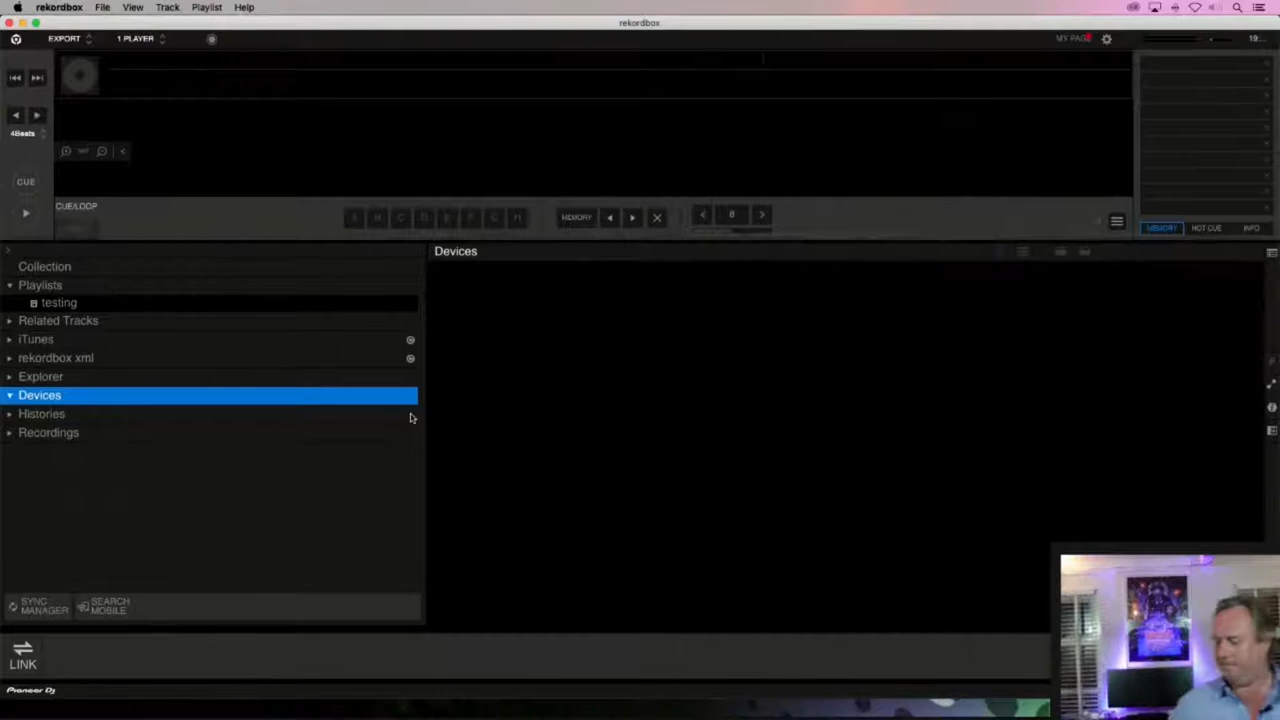 rekordbox File View Track Playlist Help
rekordbox
EXPORT 1 PLAYER
MY PAGE
19:...
4Beats
CUE
CUE/LOOP
A B C D E F G H MEMORY 8
MEMORY HOT CUE INFO
Collection
Playlists
testing
Related Tracks
iTunes
rekordbox xml
Explorer
Devices
Histories
Recordings
Devices
SYNC
MANAGER
SEARCH
MOBILE
LINK
Pioneer Dj